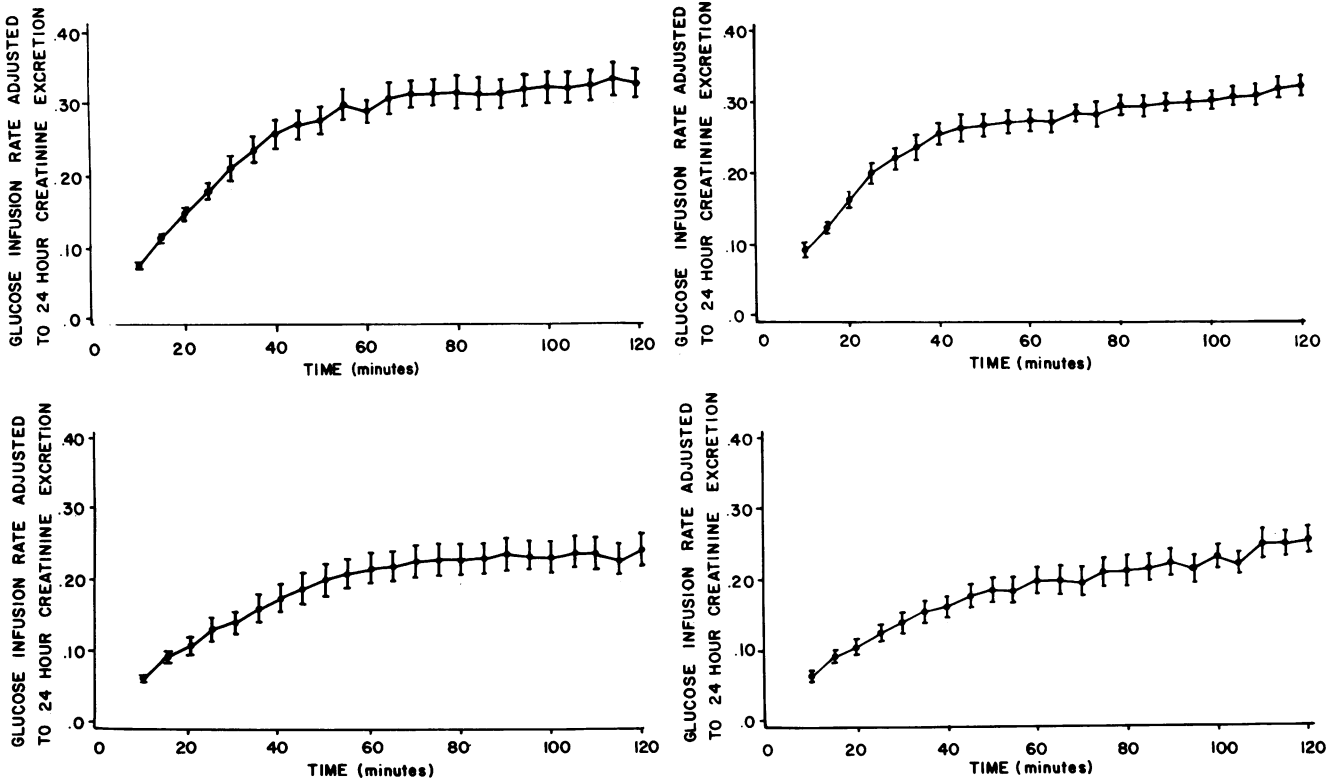 GLUCOSE INFUSION RATE ADJUSTED
TO 24 HOUR CREATININE EXCRETION
.40
.30
.20
.10
.0
0 20 40 60 80 100 120
TIME (minutes)
GLUCOSE INFUSION RATE ADJUSTED
TO 24 HOUR CREATININE EXCRETION
.40
.30
.20
.10
.0
0 20 40 60 80 100 120
TIME (minutes)
GLUCOSE INFUSION RATE ADJUSTED
TO 24 HOUR CREATININE EXCRETION
.40
.30
.20
.10
.0
0 20 40 60 80 100 120
TIME (minutes)
GLUCOSE INFUSION RATE ADJUSTED
TO 24 HOUR CREATININE EXCRETION
.40
.30
.20
.10
.0
0 20 40 60 80 100 120
TIME (minutes)